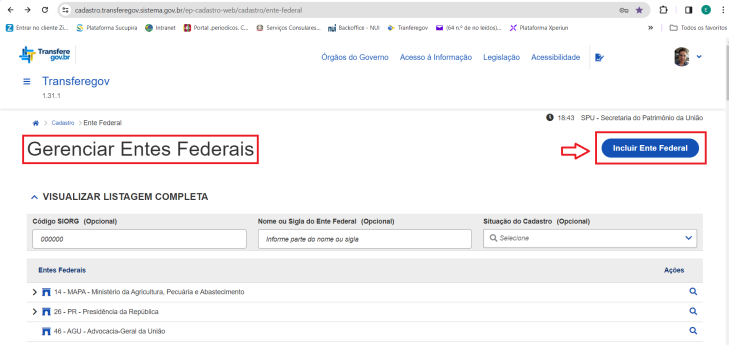 cadastro.transferegov.sistema.gov.br/ep-cadastro-web/cadastro/ente-federal
Entrar no cliente Zi... Plataforma Sucupira Intranet Portal .periodicos. C... Serviços Consulares... Backoffice - NUI Tranferegov (64 n.º de no leídos)... Plataforma Xperiun » Todos os favoritos
Transfere gov.br
Órgãos do Governo Acesso à Informação Legislação Acessibilidade
Transferegov
1.31.1
> Cadastro > Ente Federal
18:43 SPU - Secretaria do Patrimônio da União
Gerenciar Entes Federais
Incluir Ente Federal
VISUALIZAR LISTAGEM COMPLETA
Código SIORG (Opcional) Nome ou Sigla do Ente Federal (Opcional) Situação do Cadastro (Opcional)
000000 Informe parte do nome ou sigla Selecione
Entes Federais Ações
14 - MAPA - Ministério da Agricultura, Pecuária e Abastecimento
26 - PR - Presidência da República
46 - AGU - Advocacia-Geral da União